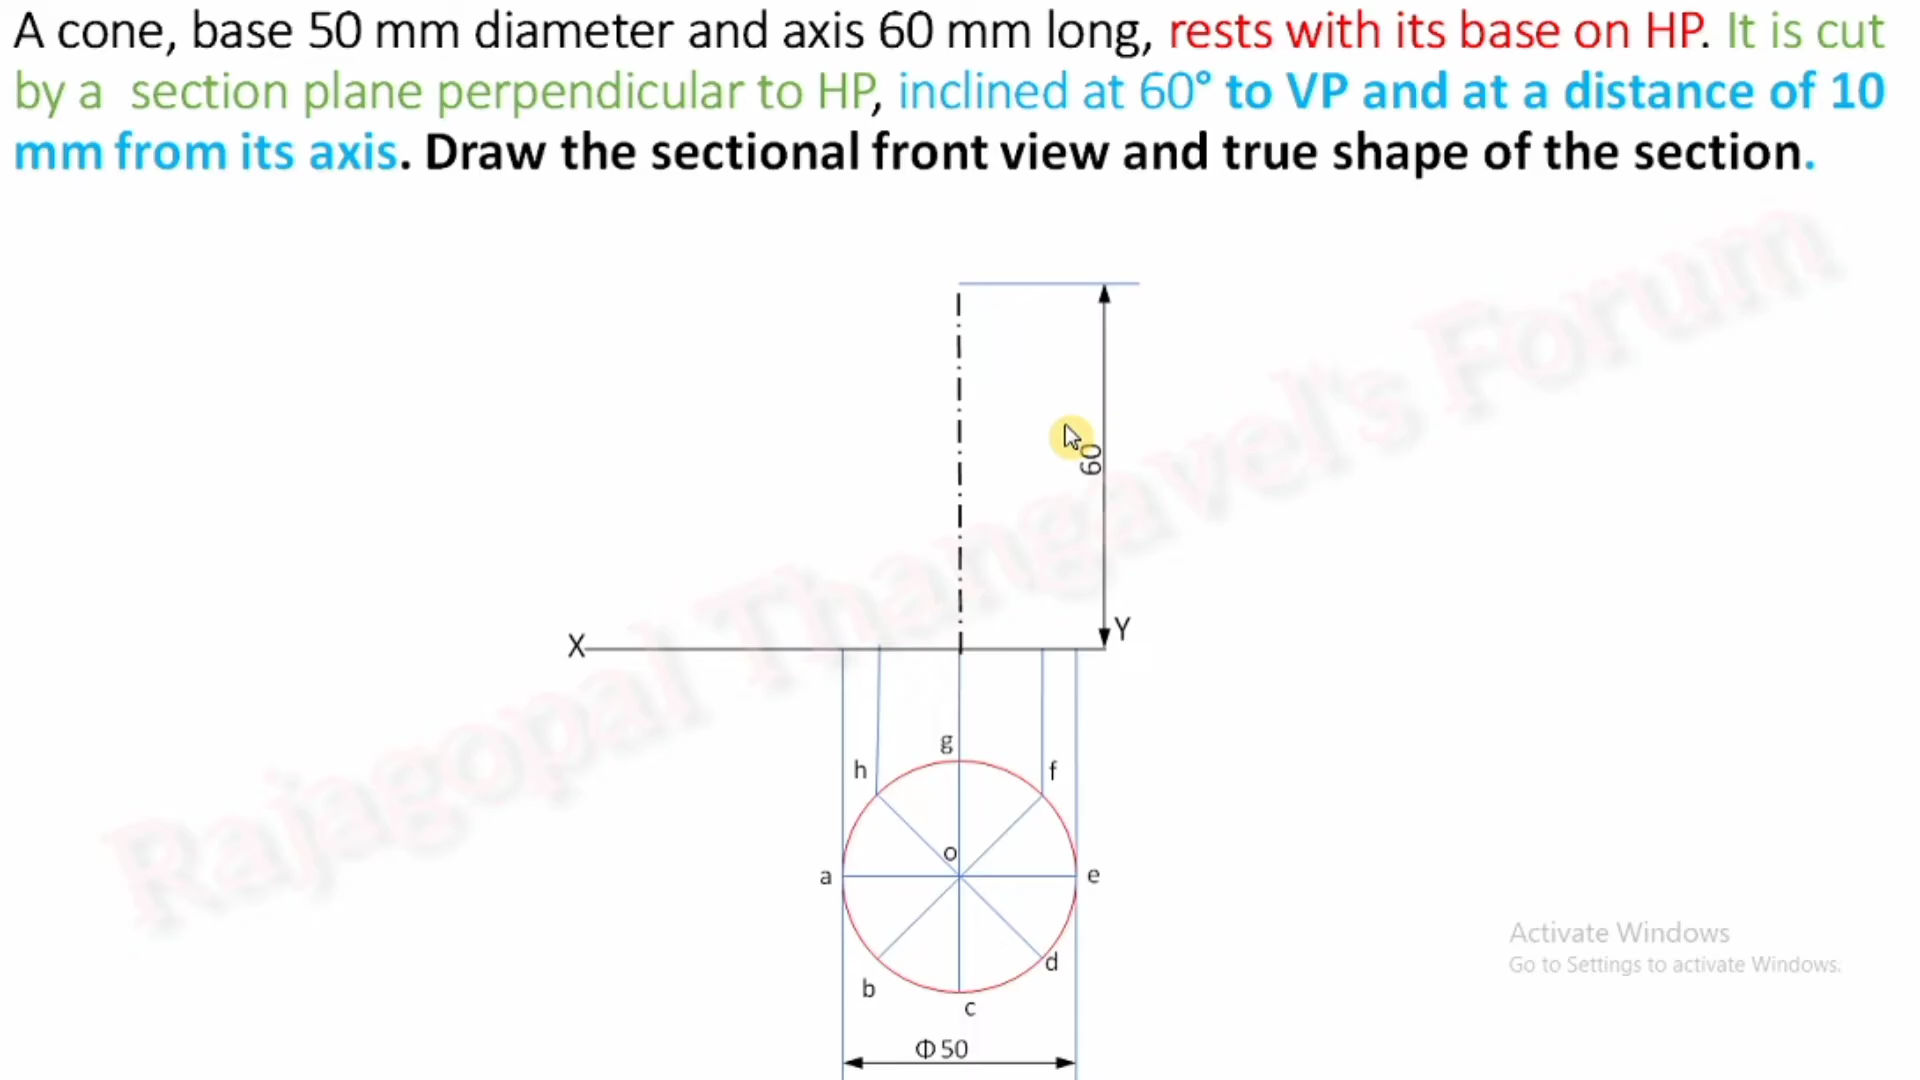 A cone, base 50 mm diameter and axis 60 mm long, rests with its base on HP. It is cut
by a section plane perpendicular to HP, inclined at 60° to VP and at a distance of 10
mm from its axis. Draw the sectional front view and true shape of the section.
Rajagopal Thangavel's Forum
60
X
Y
g
h
f
o
a
e
b
d
c
Φ50
Activate Windows
Go to Settings to activate Windows.